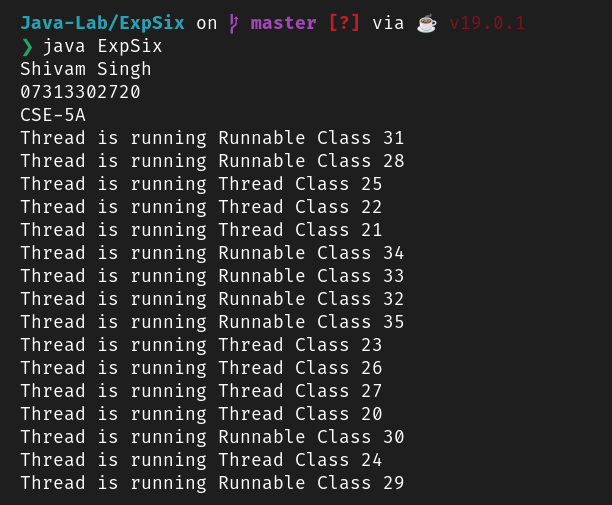 Java-Lab/ExpSix on master [?] via ☕ v19.0.1
❯ java ExpSix
Shivam Singh
07313302720
CSE-5A
Thread is running Runnable Class 31
Thread is running Runnable Class 28
Thread is running Thread Class 25
Thread is running Thread Class 22
Thread is running Thread Class 21
Thread is running Runnable Class 34
Thread is running Runnable Class 33
Thread is running Runnable Class 32
Thread is running Runnable Class 35
Thread is running Thread Class 23
Thread is running Thread Class 26
Thread is running Thread Class 27
Thread is running Thread Class 20
Thread is running Runnable Class 30
Thread is running Thread Class 24
Thread is running Runnable Class 29